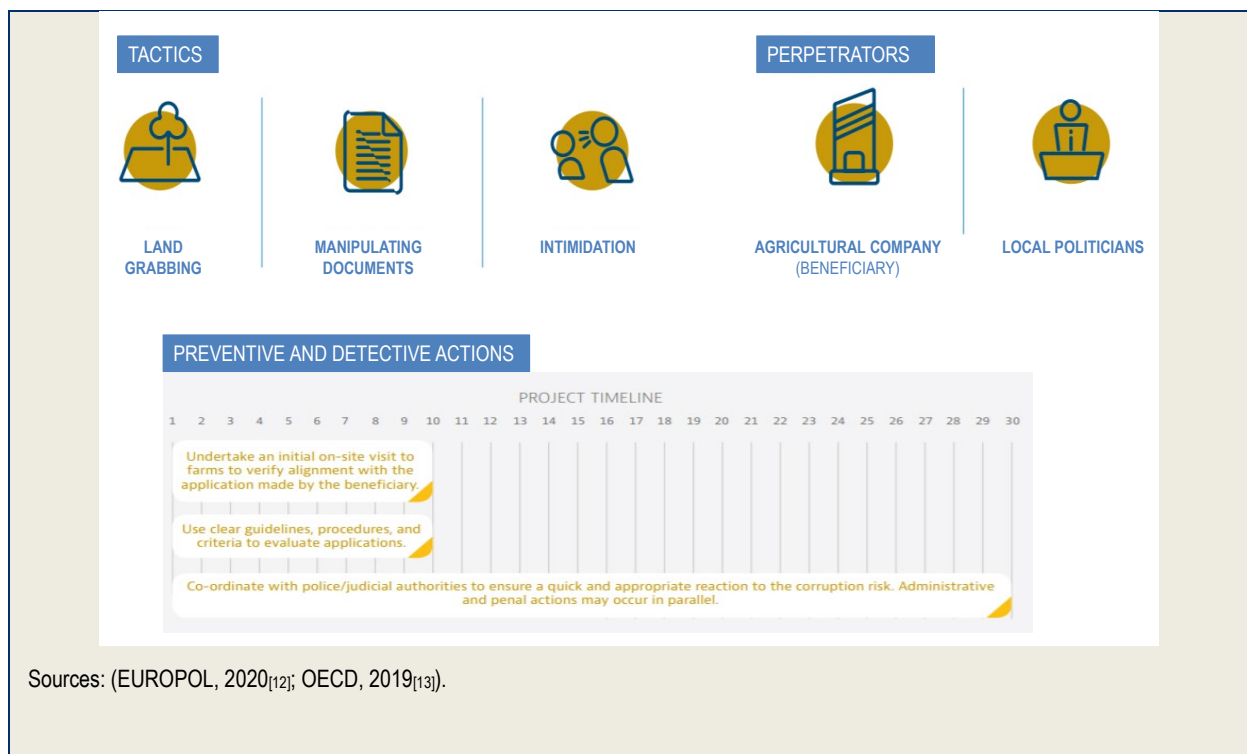 TACTICS
PERPETRATORS
LAND
GRABBING
MANIPULATING
DOCUMENTS
INTIMIDATION
AGRICULTURAL COMPANY
(BENEFICIARY)
LOCAL POLITICIANS
PREVENTIVE AND DETECTIVE ACTIONS
PROJECT TIMELINE
1 2 3 4 5 6 7 8 9 10 11 12 13 14 15 16 17 18 19 20 21 22 23 24 25 26 27 28 29 30
Undertake an initial on-site visit to
farms to verify alignment with the
application made by the beneficiary.
Use clear guidelines, procedures, and
criteria to evaluate applications.
Co-ordinate with police/judicial authorities to ensure a quick and appropriate reaction to the corruption risk. Administrative
and penal actions may occur in parallel.
Sources: (EUROPOL, 2020[12]; OECD, 2019[13]).